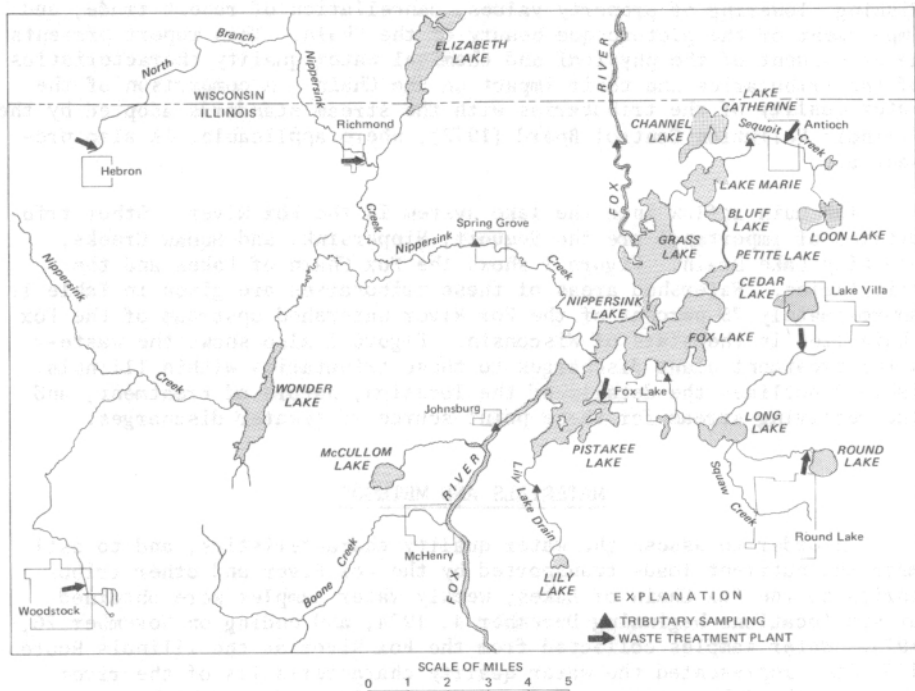 North
Branch
Nippersink
ELIZABETH
LAKE
WISCONSIN
ILLINOIS
Richmond
Hebron
RIVER
FOX
LAKE
CATHERINE
CHANNEL
LAKE
Sequoit
Creek
Antioch
LAKE MARIE
BLUFF
LAKE
LOON LAKE
GRASS
LAKE
PETITE LAKE
CEDAR
LAKE
Lake Villa
Creek
Spring Grove
Nippersink
Creek
NIPPERSINK
LAKE
FOX LAKE
Fox Lake
Nippersink
Creek
WONDER
LAKE
Johnsburg
McCULLOM
LAKE
RIVER
PISTAKEE
LAKE
LONG
LAKE
ROUND
LAKE
Squaw
Creek
Round Lake
Lily Lake Drain
LILY
LAKE
McHenry
FOX
Boone Creek
Woodstock
EXPLANATION
TRIBUTARY SAMPLING
WASTE TREATMENT PLANT
SCALE OF MILES
0 1 2 3 4 5